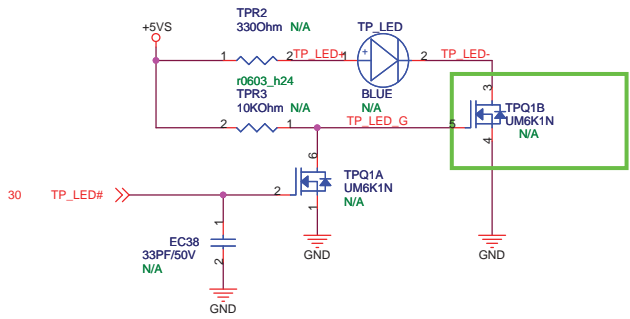 +5VS
TPR2
330Ohm N/A
1 2
TP_LED+
TP_LED
1 2
BLUE
N/A
TP_LED-
r0603_h24
TPR3
10KOhm N/A
2 1
TP_LED_G
3
5
4
TPQ1B
UM6K1N
N/A
6
2
1
TPQ1A
UM6K1N
N/A
30 TP_LED#
1
EC38
33PF/50V
2
N/A
GND
GND
GND